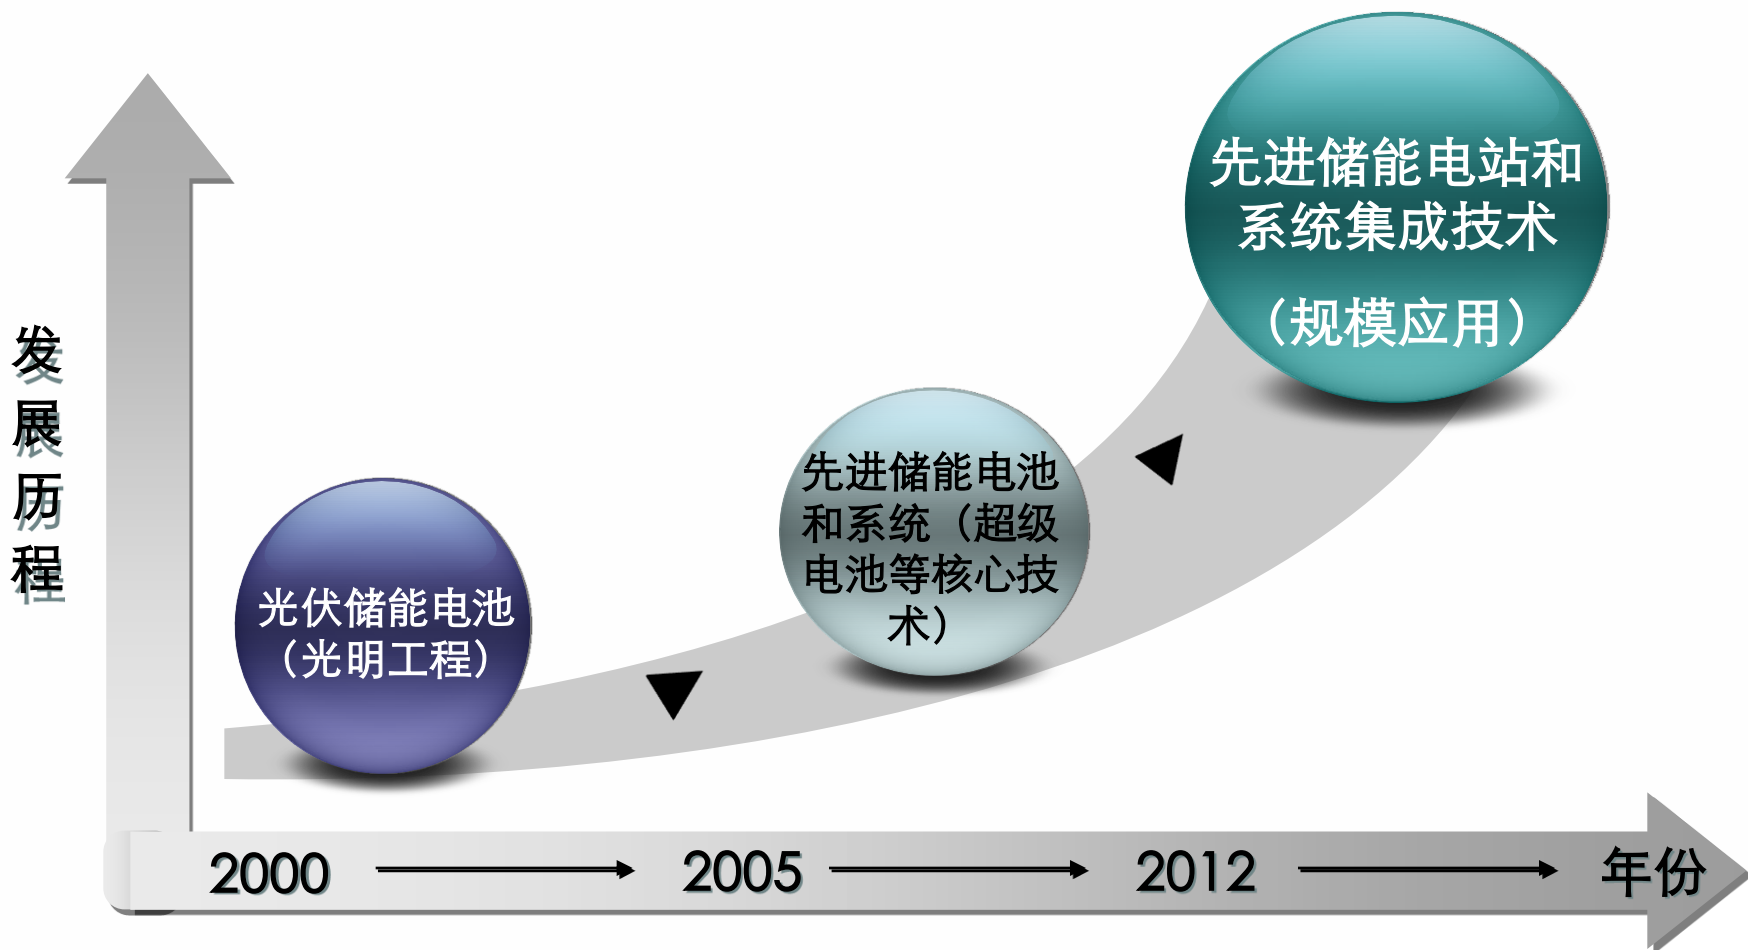 发展历程
先进储能电站和
系统集成技术
（规模应用）
先进储能电池
和系统（超级
电池等核心技
术）
光伏储能电池
（光明工程）
2000
2005
2012
年份